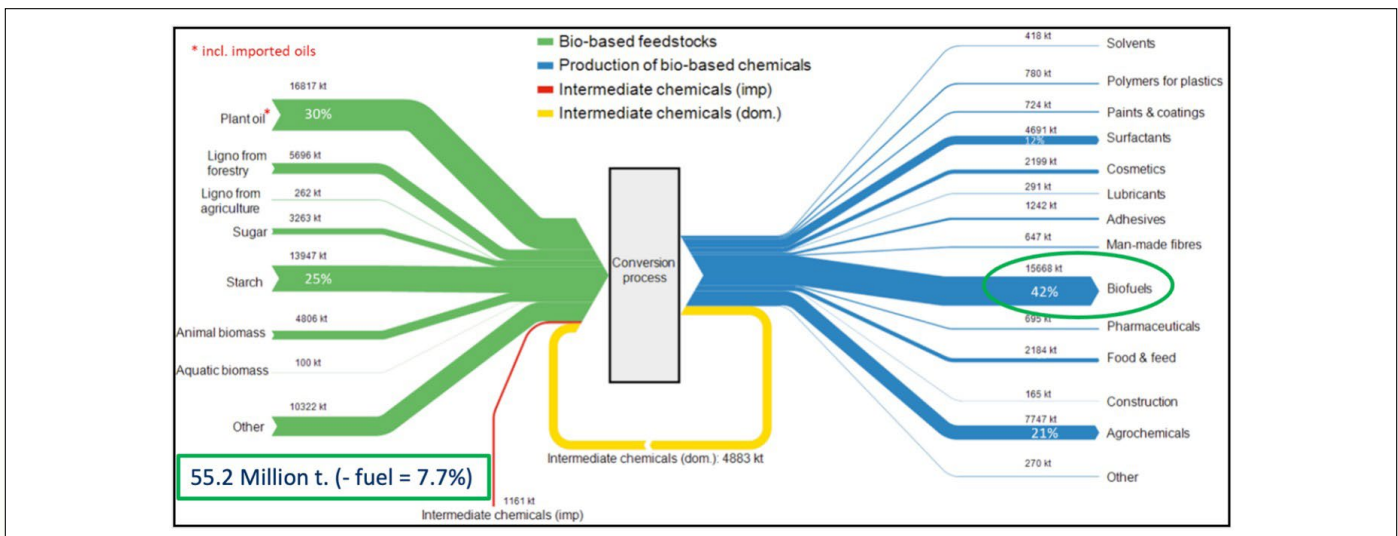 * incl. imported oils
Bio-based feedstocks
Production of bio-based chemicals
Intermediate chemicals (imp)
Intermediate chemicals (dom.)
16817 kt
Plant oil*
30%
5696 kt
Ligno from
forestry
262 kt
Ligno from
agriculture
3263 kt
Sugar
13947 kt
Starch
25%
4806 kt
Animal biomass
100 kt
Aquatic biomass
10322 kt
Other
55.2 Million t. (- fuel = 7.7%)
1161 kt
Intermediate chemicals (imp)
Conversion
process
Intermediate chemicals (dom.): 4883 kt
418 kt
Solvents
780 kt
Polymers for plastics
724 kt
Paints & coatings
4691 kt
12%
Surfactants
2199 kt
Cosmetics
291 kt
Lubricants
1242 kt
Adhesives
647 kt
Man-made fibres
15668 kt
42%
Biofuels
695 kt
Pharmaceuticals
2184 kt
Food & feed
165 kt
Construction
7747 kt
21%
Agrochemicals
270 kt
Other